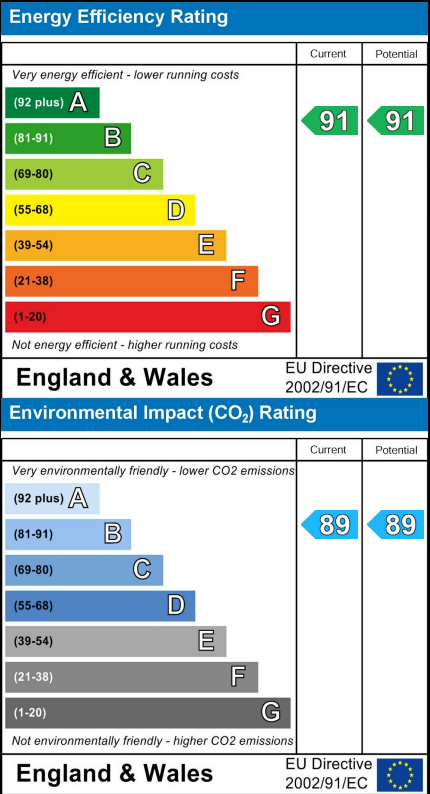 Energy Efficiency Rating
Current Potential
Very energy efficient - lower running costs
(92 plus) A
91 91
(81-91) B
(69-80) C
(55-68) D
(39-54) E
(21-38) F
(1-20) G
Not energy efficient - higher running costs
England & Wales
EU Directive
2002/91/EC
Environmental Impact (CO₂) Rating
Current Potential
Very environmentally friendly - lower CO2 emissions
(92 plus) A
(81-91) B
89 89
(69-80) C
(55-68) D
(39-54) E
(21-38) F
(1-20) G
Not environmentally friendly - higher CO2 emissions
England & Wales
EU Directive
2002/91/EC